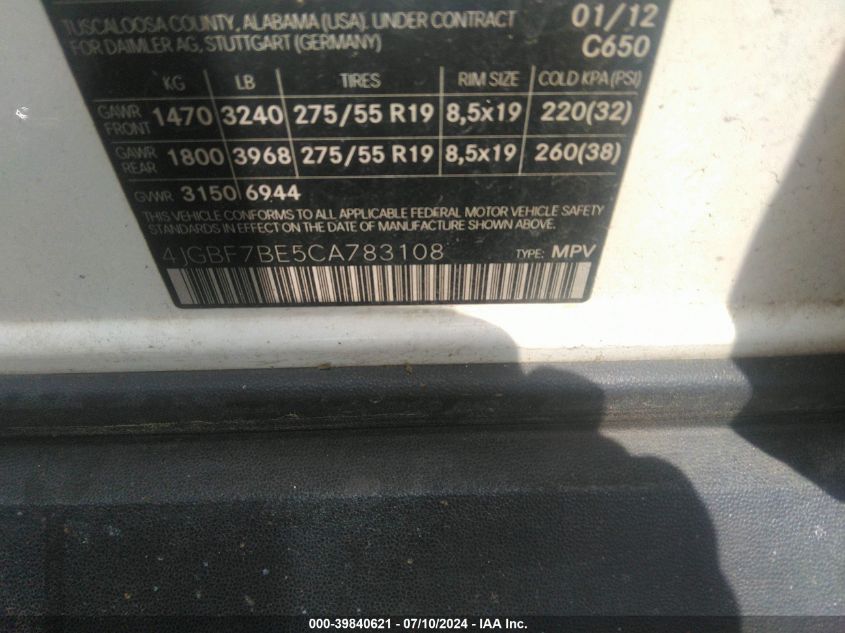 TUSCALOOSA COUNTY, ALABAMA (USA). UNDER CONTRACT 01/12
FOR DAIMLER AG, STUTTGART (GERMANY) C650
KG LB TIRES RIM SIZE COLD KPA (PSI)
GAWR FRONT 1470 3240 275/55 R19 8,5x19 220(32)
GAWR REAR 1800 3968 275/55 R19 8,5x19 260(38)
GVWR 3150 6944
THIS VEHICLE CONFORMS TO ALL APPLICABLE FEDERAL MOTOR VEHICLE SAFETY
STANDARDS IN EFFECT ON THE DATE OF MANUFACTURE SHOWN ABOVE.
4JGBF7BE5CA783108 TYPE: MPV
000-39840621 - 07/10/2024 - IAA Inc.